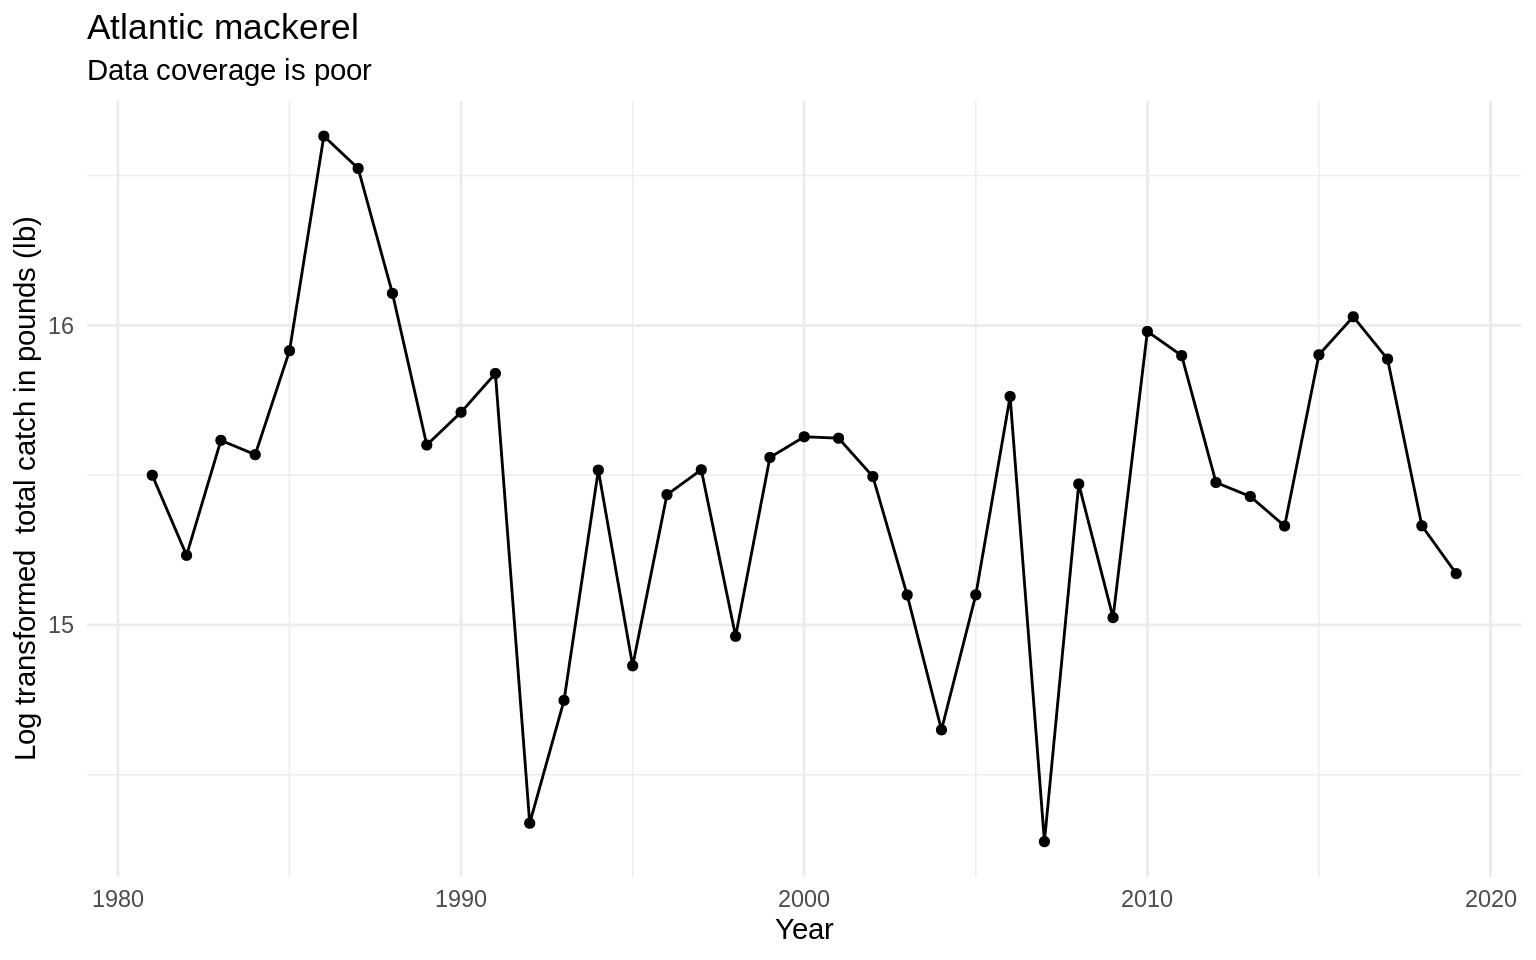 Atlantic mackerel
Data coverage is poor
Log transformed  total catch in pounds (lb)
16
15
1980
1990
2000
2010
2020
Year